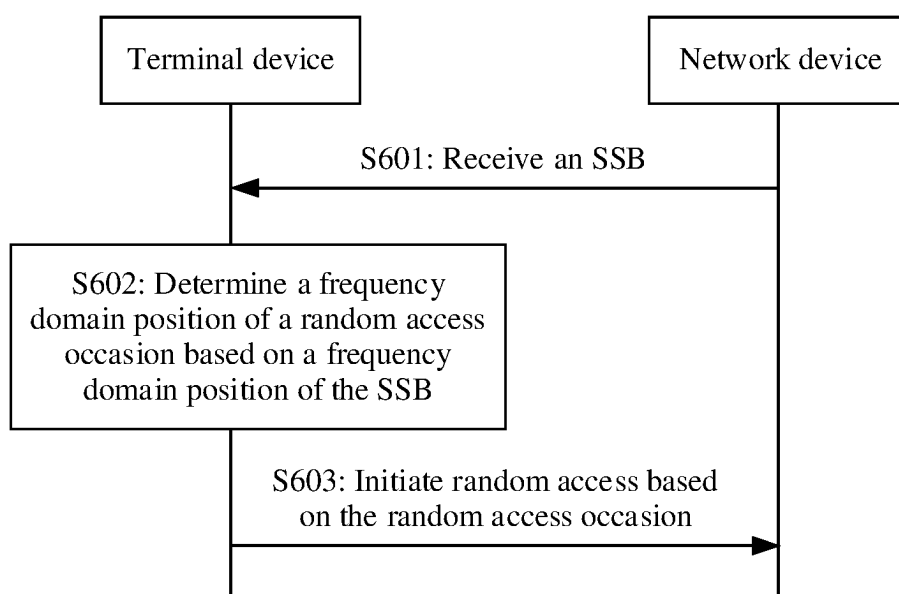 Terminal device
Network device
S601: Receive an SSB
S602: Determine a frequency
domain position of a random access
occasion based on a frequency
domain position of the SSB
S603: Initiate random access based
on the random access occasion